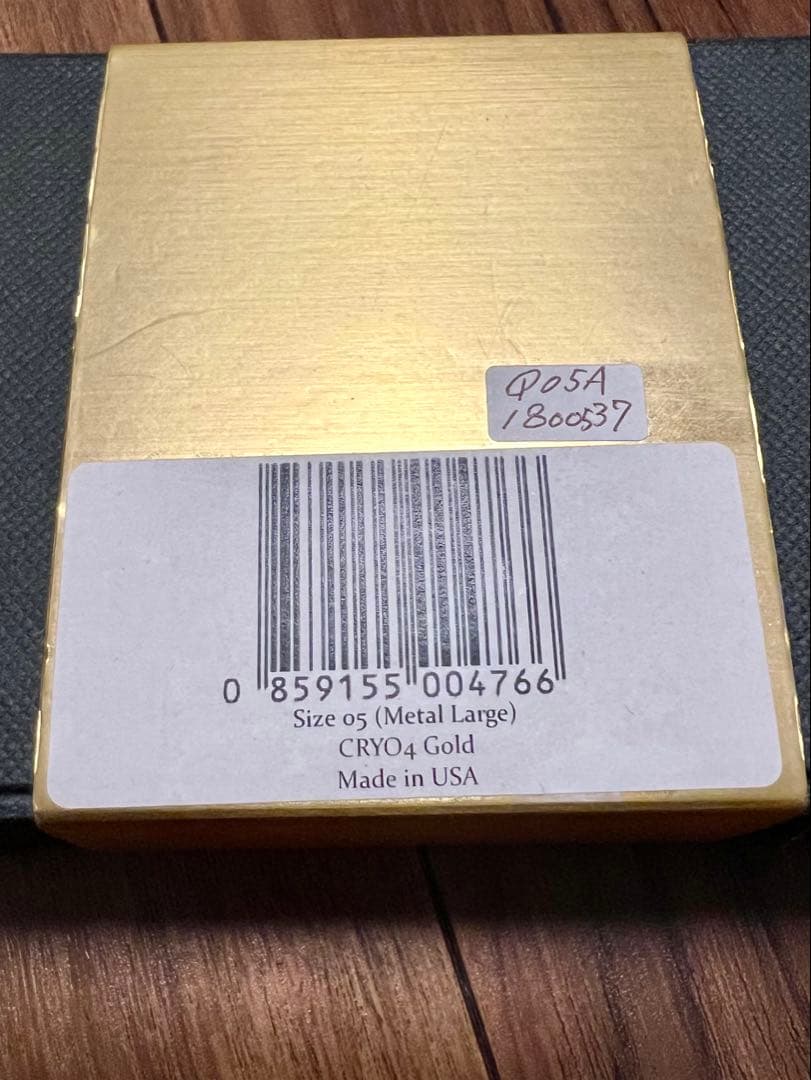 Q05A
1800537
0 859155 004766
Size 05 (Metal Large)
CRYO4 Gold
Made in USA